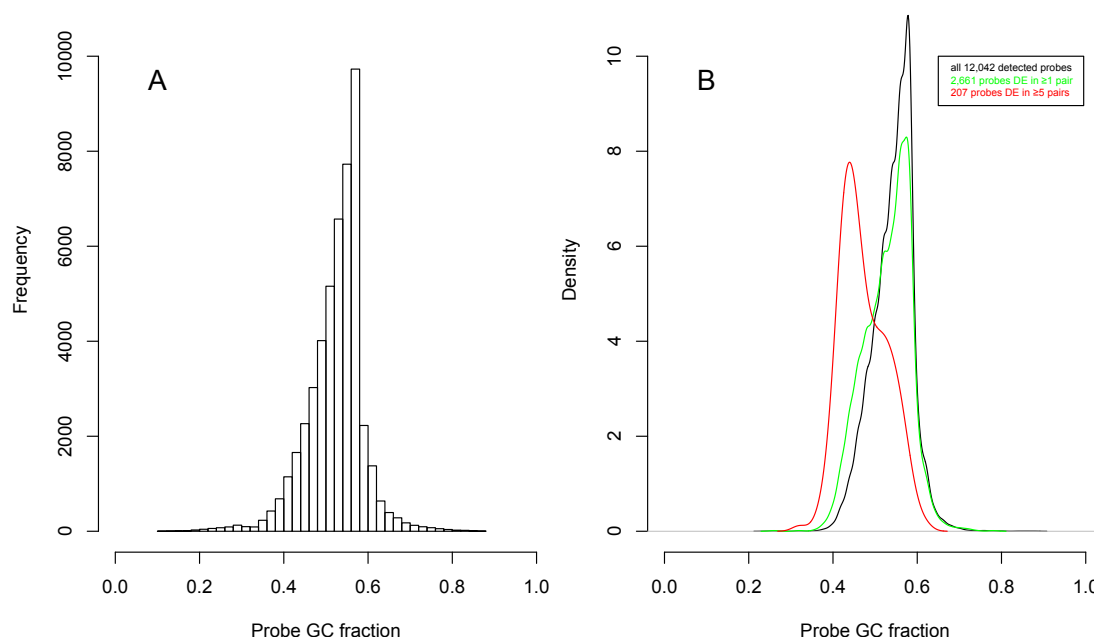 A
Frequency
0
2000
4000
6000
8000
10000
0.0 0.2 0.4 0.6 0.8 1.0
Probe GC fraction
B
all 12,042 detected probes
2,661 probes DE in ≥1 pair
207 probes DE in ≥5 pairs
Density
0
2
4
6
8
10
0.0 0.2 0.4 0.6 0.8 1.0
Probe GC fraction